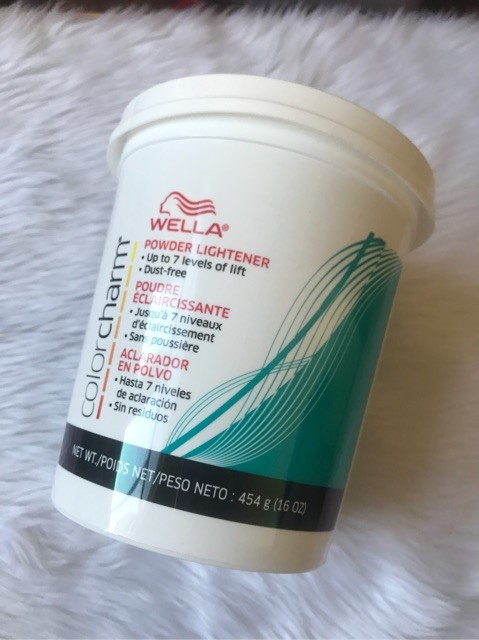 WELLA®
POWDER LIGHTENER
• Up to 7 levels of lift
• Dust-free
POUDRE
ÉCLAIRCISSANTE
• Jusqu'à 7 niveaux
d'éclaircissement
• Sans poussière
ACLARADOR
EN POLVO
• Hasta 7 niveles
de aclaración
• Sin residuos
colorcharm
NET WT./POIDS NET/PESO NETO : 454 g (16 OZ)